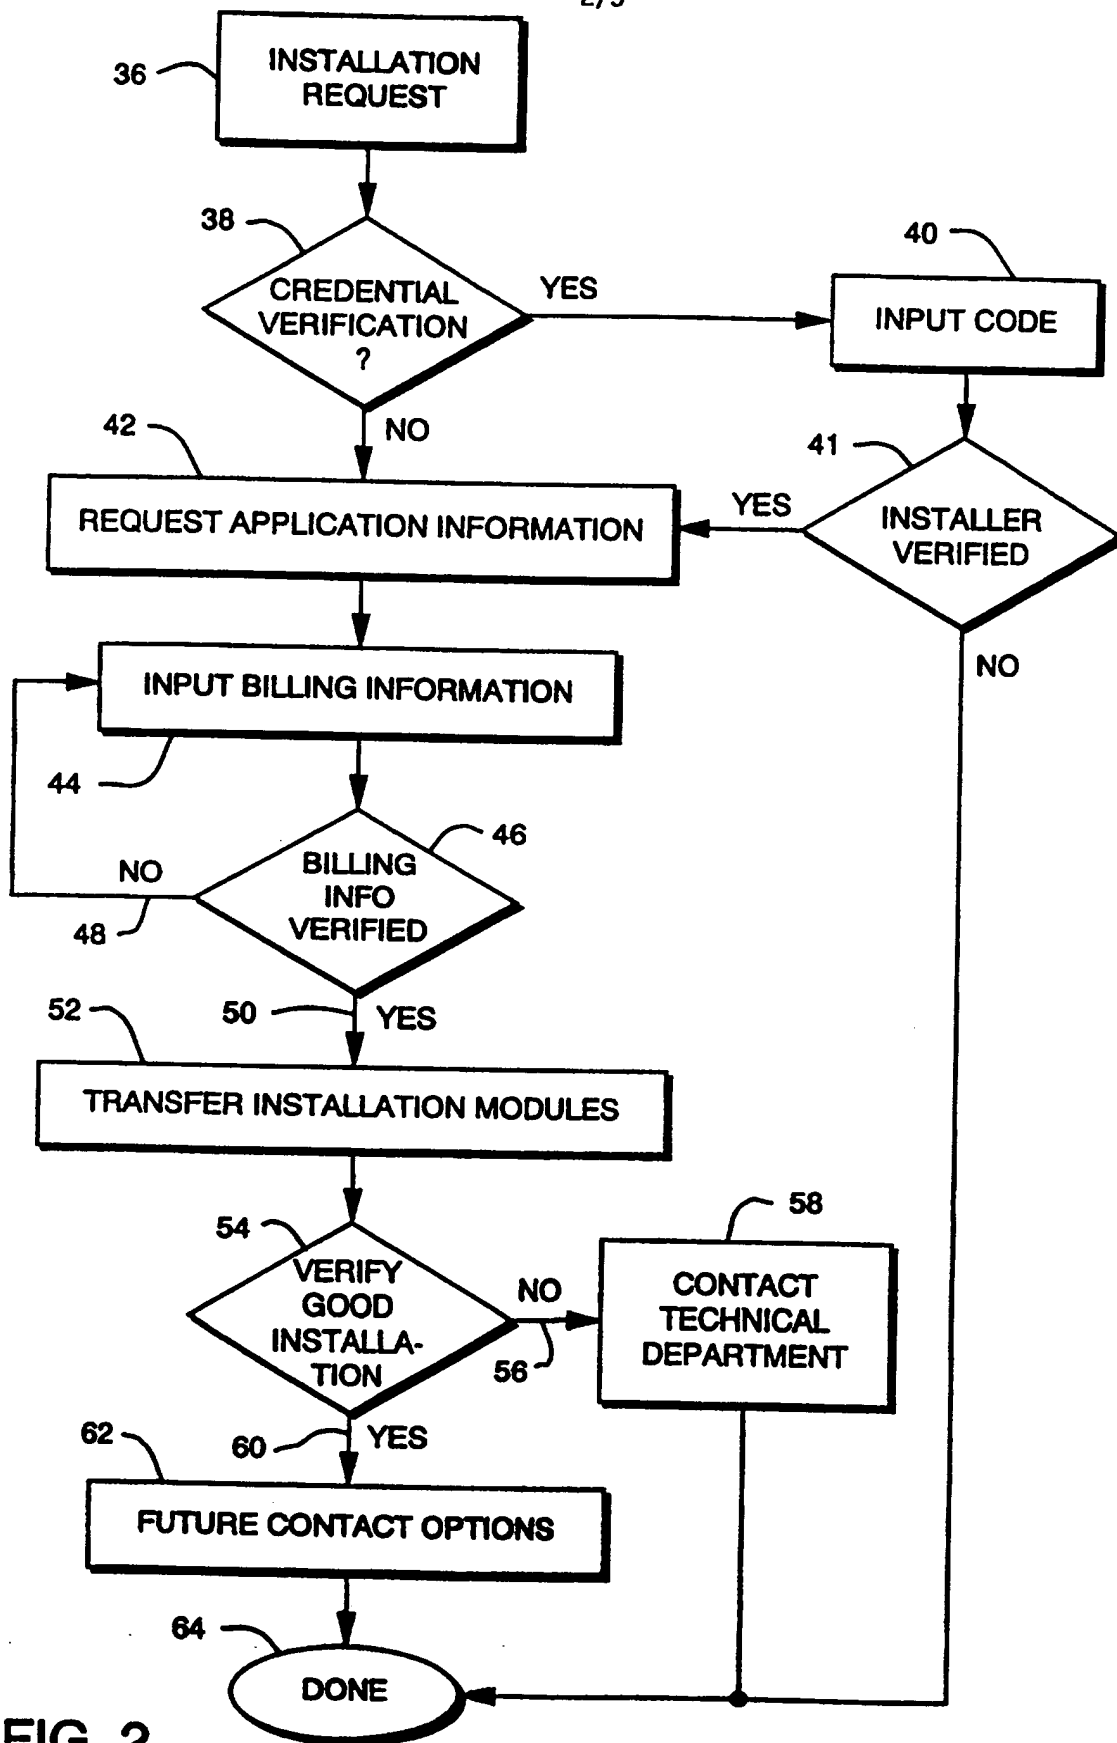 36
INSTALLATION
REQUEST
38
CREDENTIAL
VERIFICATION
?
YES
40
INPUT CODE
NO
42
REQUEST APPLICATION INFORMATION
YES
41
INSTALLER
VERIFIED
NO
INPUT BILLING INFORMATION
44
46
BILLING
INFO
VERIFIED
NO
48
50
YES
52
TRANSFER INSTALLATION MODULES
54
VERIFY
GOOD
INSTALLA-
TION
NO
56
58
CONTACT
TECHNICAL
DEPARTMENT
60
YES
62
FUTURE CONTACT OPTIONS
64
DONE
FIG. 2